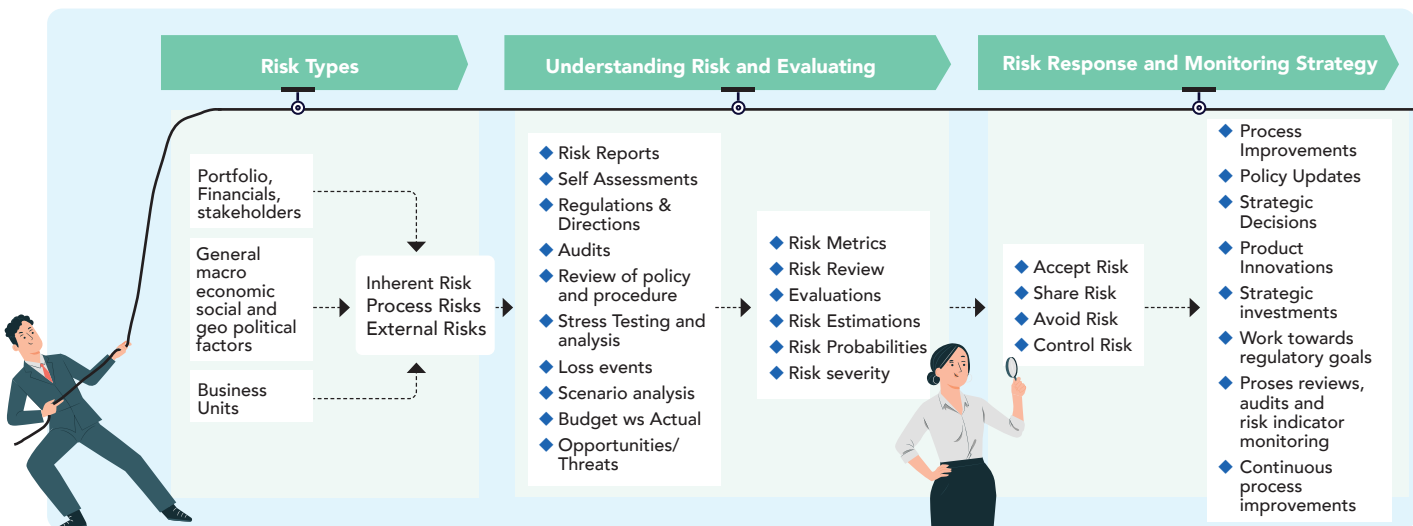 Risk Types
Understanding Risk and Evaluating
Risk Response and Monitoring Strategy
Portfolio,
Financials,
stakeholders
General
macro
economic
social and
geo political
factors
Business
Units
Inherent Risk
Process Risks
External Risks
Risk Reports
Self Assessments
Regulations &
Directions
Audits
Review of policy
and procedure
Stress Testing and
analysis
Loss events
Scenario analysis
Budget ws Actual
Opportunities/
Threats
Risk Metrics
Risk Review
Evaluations
Risk Estimations
Risk Probabilities
Risk severity
Accept Risk
Share Risk
Avoid Risk
Control Risk
Process
Improvements
Policy Updates
Strategic
Decisions
Product
Innovations
Strategic
investments
Work towards
regulatory goals
Proses reviews,
audits and
risk indicator
monitoring
Continuous
process
improvements